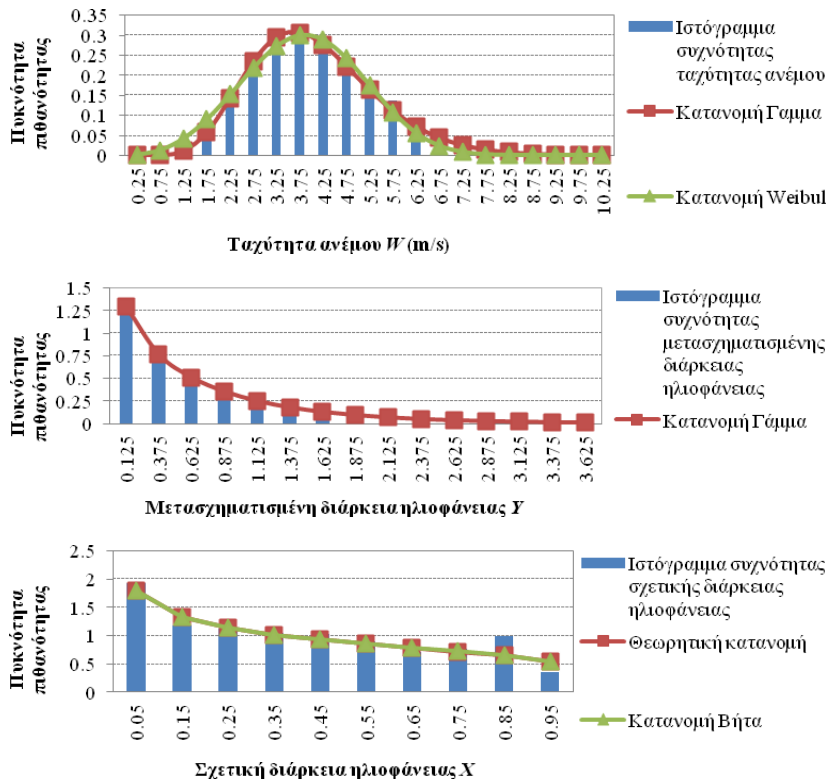 Πυκνότητα
πιθανότητας
0.35
0.3
0.25
0.2
0.15
0.1
0.05
0
0.25
0.75
1.25
1.75
2.25
2.75
3.25
3.75
4.25
4.75
5.25
5.75
6.25
6.75
7.25
7.75
8.25
8.75
9.25
9.75
10.25
Ταχύτητα ανέμου W (m/s)
Ιστόγραμμα
συχνότητας
ταχύτητας ανέμου
Κατανομή Γαμμα
Κατανομή Weibul
Πυκνότητα
πιθανότητας
1.5
1.25
1
0.75
0.5
0.25
0
0.125
0.375
0.625
0.875
1.125
1.375
1.625
1.875
2.125
2.375
2.625
2.875
3.125
3.375
3.625
Μετασχηματισμένη διάρκεια ηλιοφάνειας Y
Ιστόγραμμα
συχνότητας
μετασχηματισμένης
διάρκειας
ηλιοφάνειας
Κατανομή Γάμμα
Πυκνότητα
πιθανότητας
2.5
2
1.5
1
0.5
0
0.05
0.15
0.25
0.35
0.45
0.55
0.65
0.75
0.85
0.95
Σχετική διάρκεια ηλιοφάνειας X
Ιστόγραμμα συχνότητας
σχετικής διάρκειας
ηλιοφάνειας
Θεωρητική κατανομή
Κατανομή Βήτα